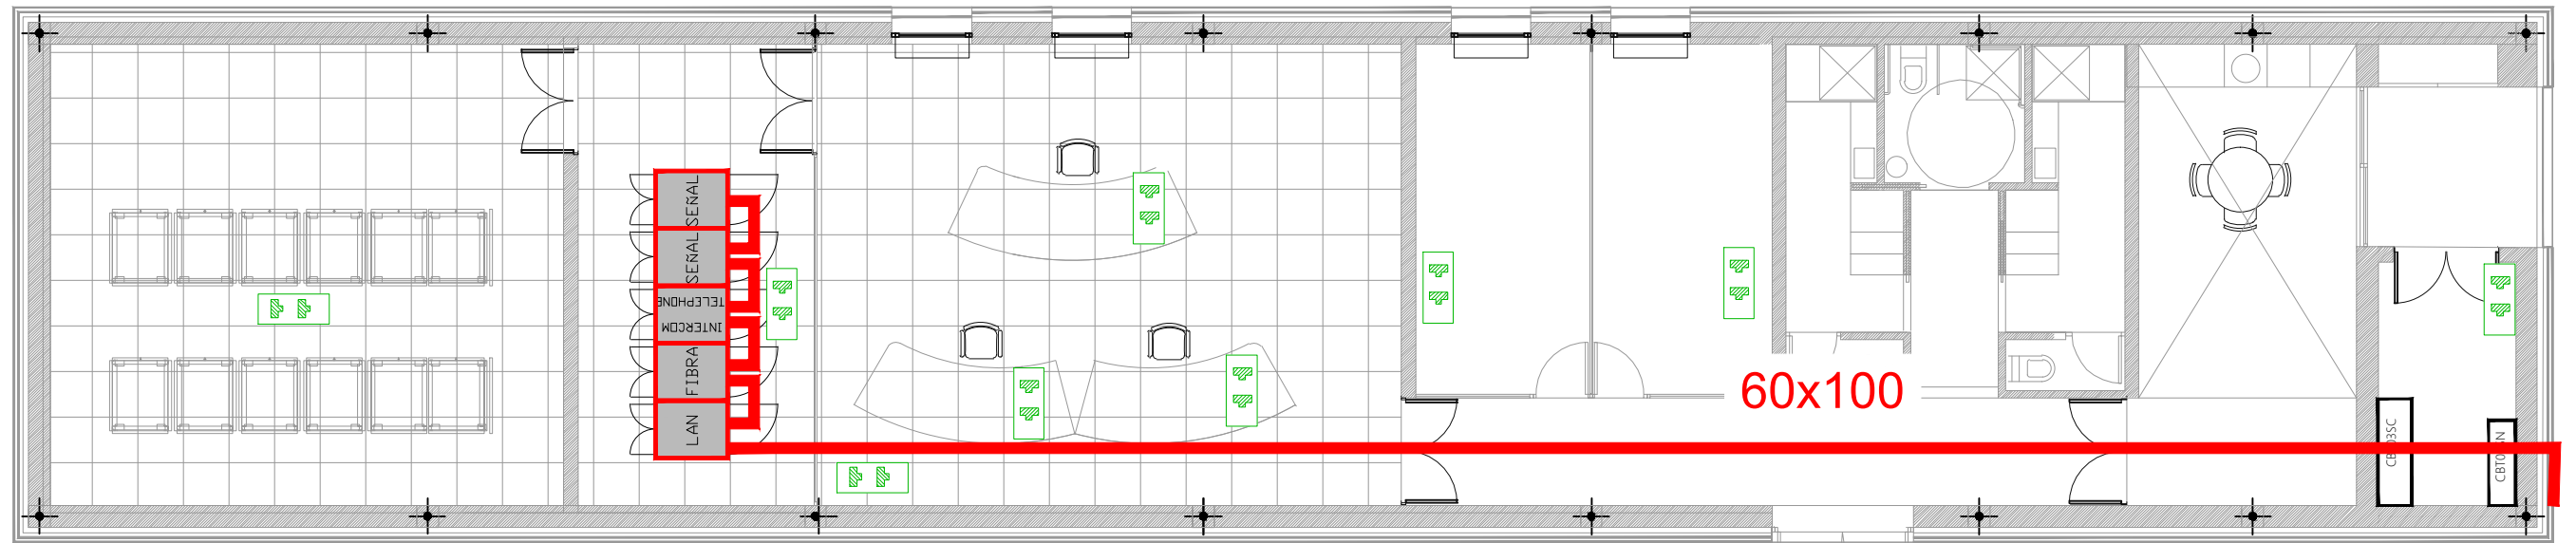 SEÑAL
SEÑAL
TELEPHONE
INTERCOM
FIBRA
LAN
60x100